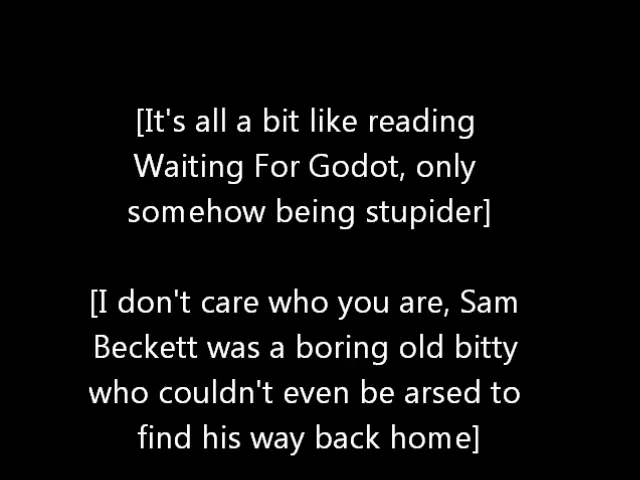 [It's all a bit like reading
Waiting For Godot, only
somehow being stupider]
[I don't care who you are, Sam
Beckett was a boring old bitty
who couldn't even be arsed to
find his way back home]